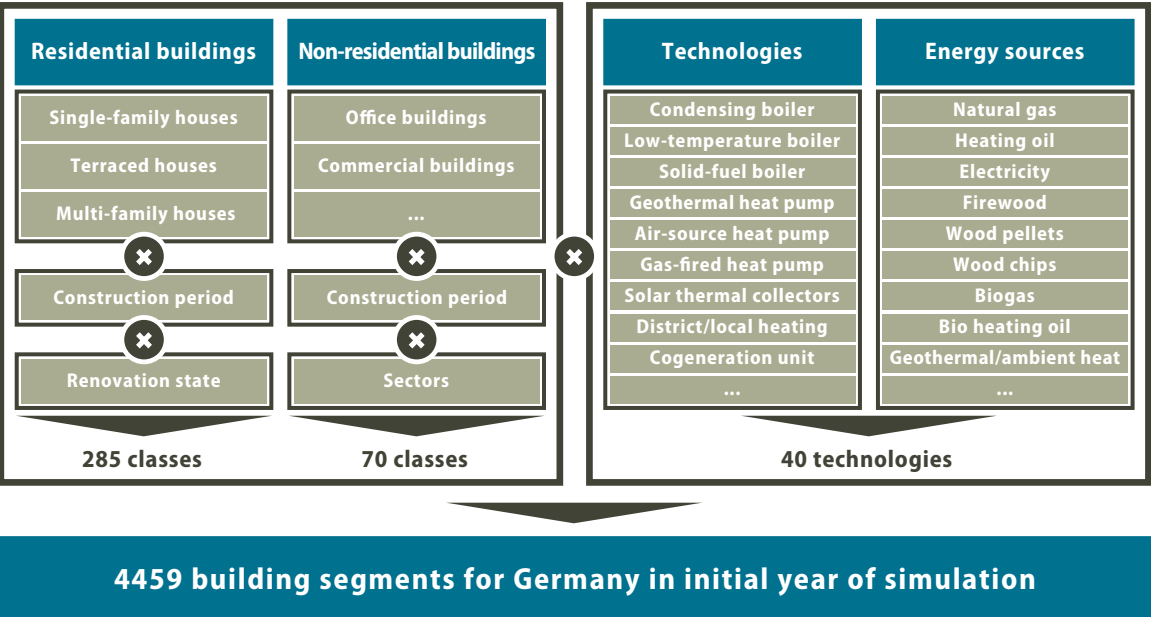 Residential buildings
Single-family houses
Terraced houses
Multi-family houses
Construction period
Renovation state
285 classes
Non-residential buildings
Office buildings
Commercial buildings
...
Construction period
Sectors
70 classes
Technologies
Condensing boiler
Low-temperature boiler
Solid-fuel boiler
Geothermal heat pump
Air-source heat pump
Gas-fired heat pump
Solar thermal collectors
District/local heating
Cogeneration unit
...
Energy sources
Natural gas
Heating oil
Electricity
Firewood
Wood pellets
Wood chips
Biogas
Bio heating oil
Geothermal/ambient heat
...
40 technologies
4459 building segments for Germany in initial year of simulation